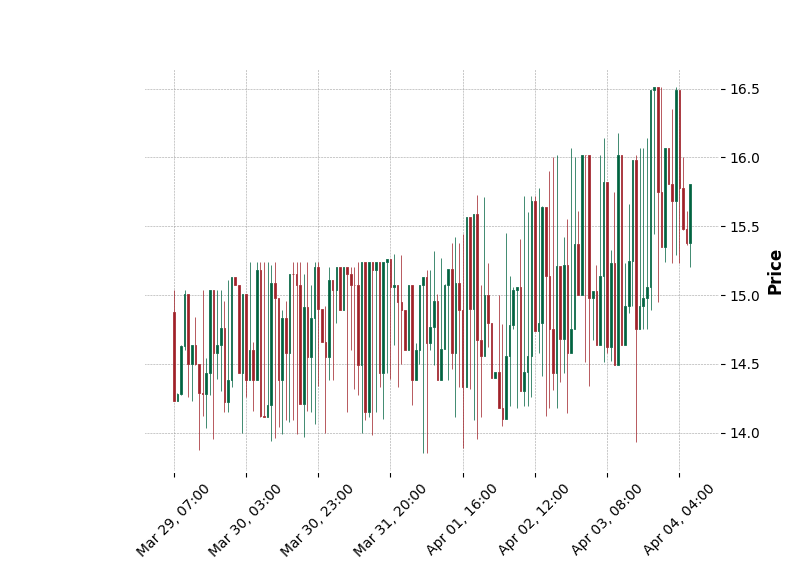 16.5
16.0
15.5
15.0
14.5
14.0
Price
Mar 29, 07:00
Mar 30, 03:00
Mar 30, 23:00
Mar 31, 20:00
Apr 01, 16:00
Apr 02, 12:00
Apr 03, 08:00
Apr 04, 04:00